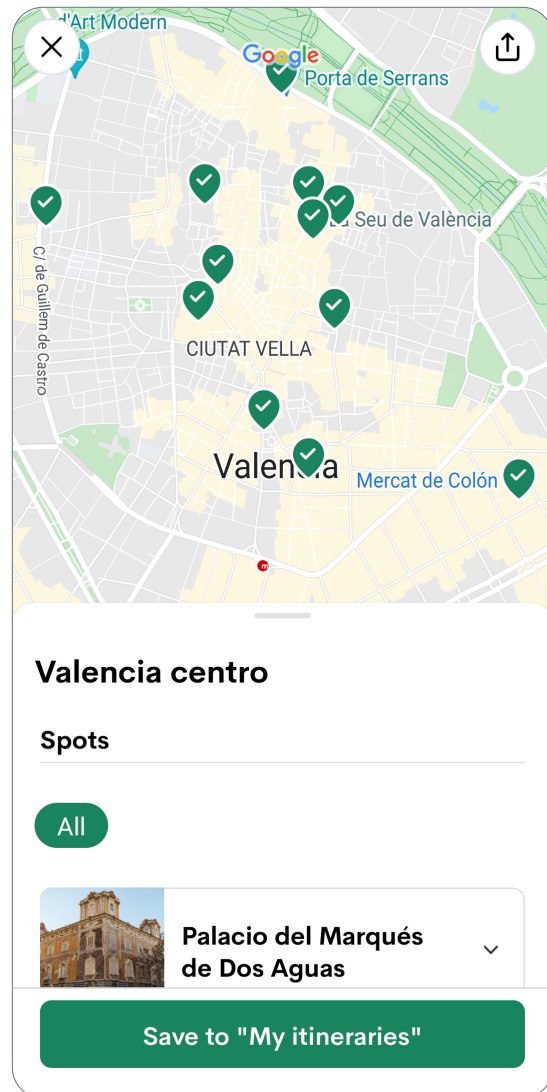 d'Art Modern
Google
Porta de Serrans
La Seu de València
C/ de Guillem de Castro
CIUTAT VELLA
Valencia
Mercat de Colón
m
Valencia centro
Spots
All
Palacio del Marqués
de Dos Aguas
Save to "My itineraries"